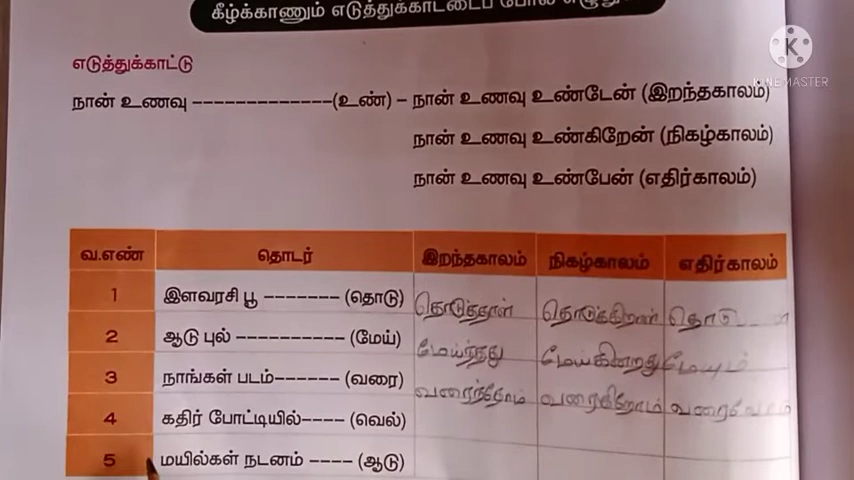 கீழ்க்காணும் எடுத்துக்காட்டைப் போல எழுதுக
K
KINEMASTER
எடுத்துக்காட்டு
நான் உணவு --------------(உண்) – நான் உணவு உண்டேன் (இறந்தகாலம்)
நான் உணவு உண்கிறேன் (நிகழ்காலம்)
நான் உணவு உண்பேன் (எதிர்காலம்)
வ.எண் தொடர் இறந்தகாலம் நிகழ்காலம் எதிர்காலம்
1 இளவரசி பூ -------- (தொடு) தொடுத்தாள் தொடுக்கிறாள்
2 ஆடு புல் ----------- (மேய்) மேய்ந்தது மேய்கின்றது மேயும்
3 நாங்கள் படம்------- (வரை) வரைந்தோம் வரைகிறோம் வரைவோம்
4 கதிர் போட்டியில்---- (வெல்)
5 மயில்கள் நடனம் ---- (ஆடு)